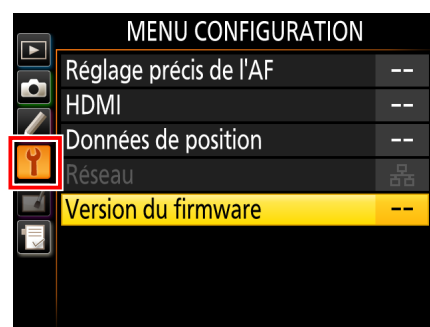 MENU CONFIGURATION
Réglage précis de l'AF --
HDMI --
Données de position --
Réseau
Version du firmware --